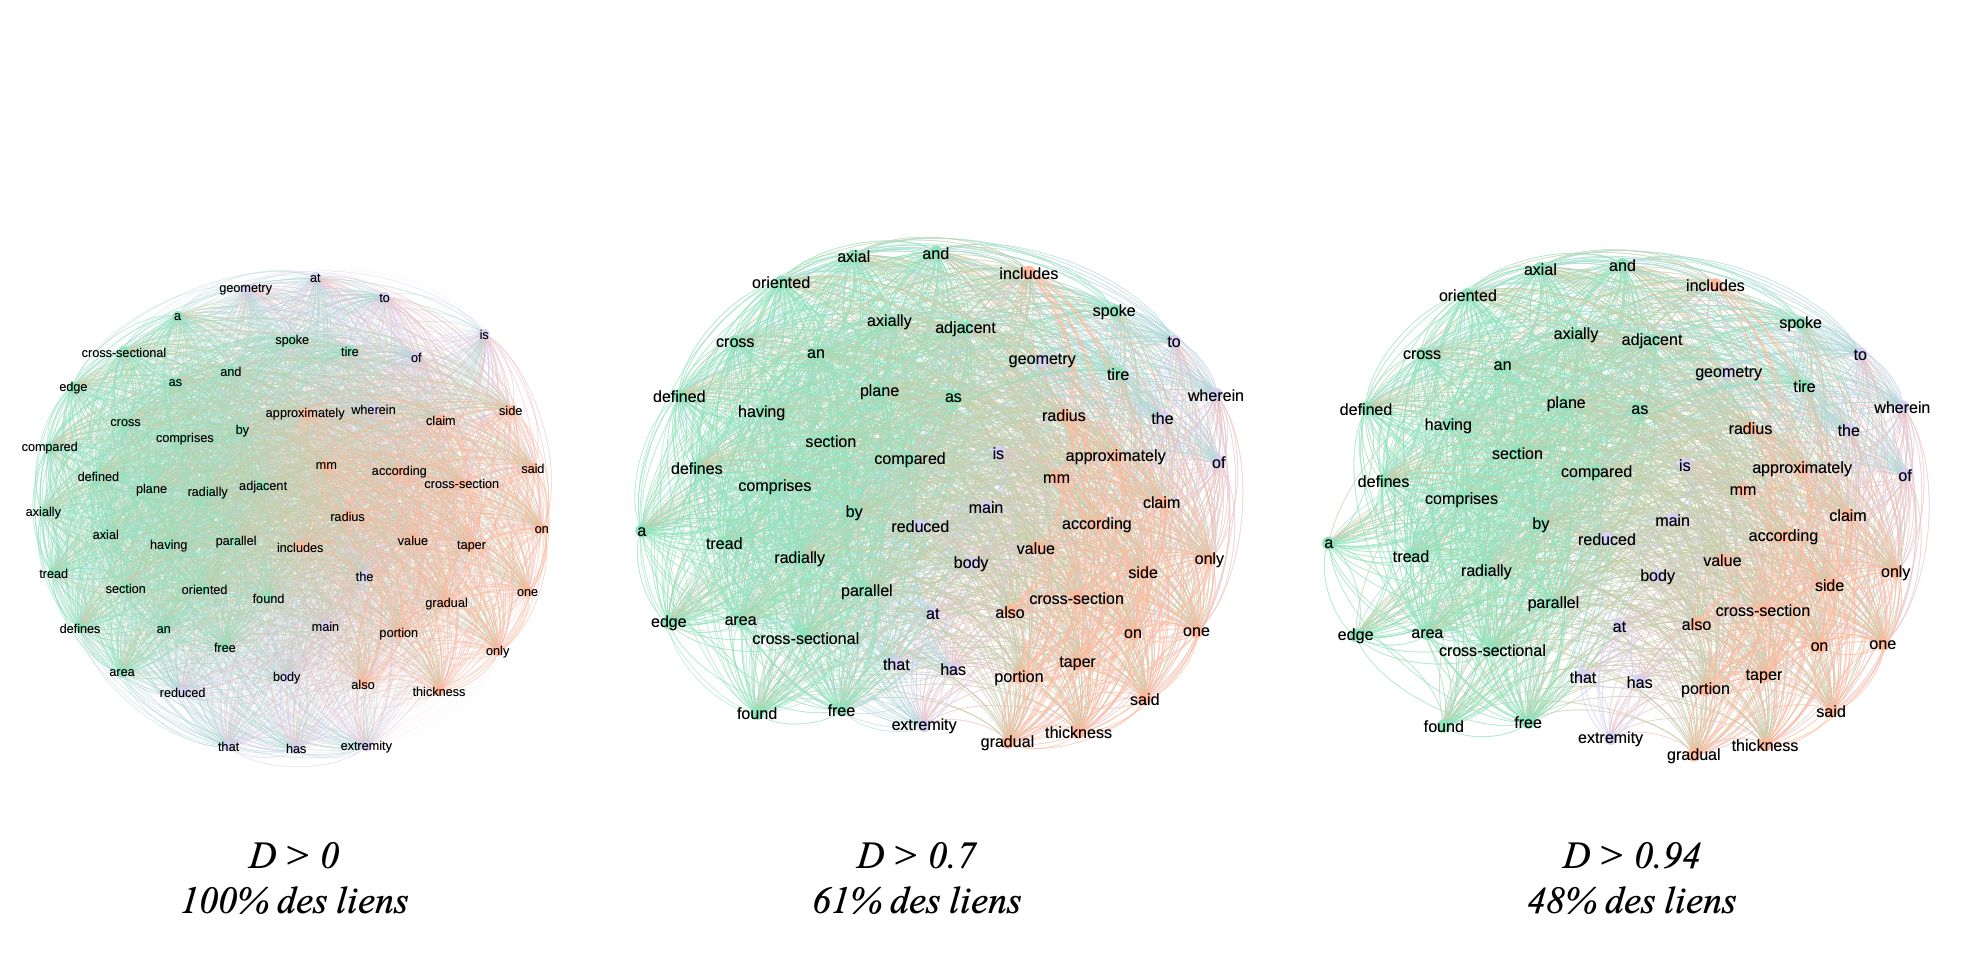 at
geometry
to
a
is
spoke
cross-sectional
tire
of
and
edge
as
approximately
wherein
side
cross
claim
by
comprises
compared
mm
according
said
defined
cross-section
plane
radially
adjacent
axially
radius
on
axial
having
parallel
includes
value
taper
tread
the
section
oriented
found
one
gradual
defines
an
main
portion
free
only
area
body
reduced
also
thickness
that
has
extremity
D > 0
100% des liens
and
axial
includes
oriented
spoke
axially
adjacent
cross
to
an
geometry
tire
plane
defined
as
wherein
having
radius
the
section
is
approximately
compared
of
defines
comprises
mm
claim
main
by
reduced
according
a
tread
value
radially
only
body
side
parallel
cross-section
also
at
edge
area
on
one
cross-sectional
that
has
taper
portion
said
found
free
extremity
thickness
gradual
D > 0.7
61% des liens
and
axial
includes
oriented
spoke
axially
adjacent
cross
to
an
geometry
tire
plane
defined
as
wherein
having
radius
the
section
is
approximately
compared
of
defines
comprises
mm
claim
main
by
reduced
according
a
tread
value
radially
only
body
side
parallel
cross-section
also
at
edge
area
on
one
cross-sectional
that
has
taper
portion
said
found
free
extremity
thickness
gradual
D > 0.94
48% des liens